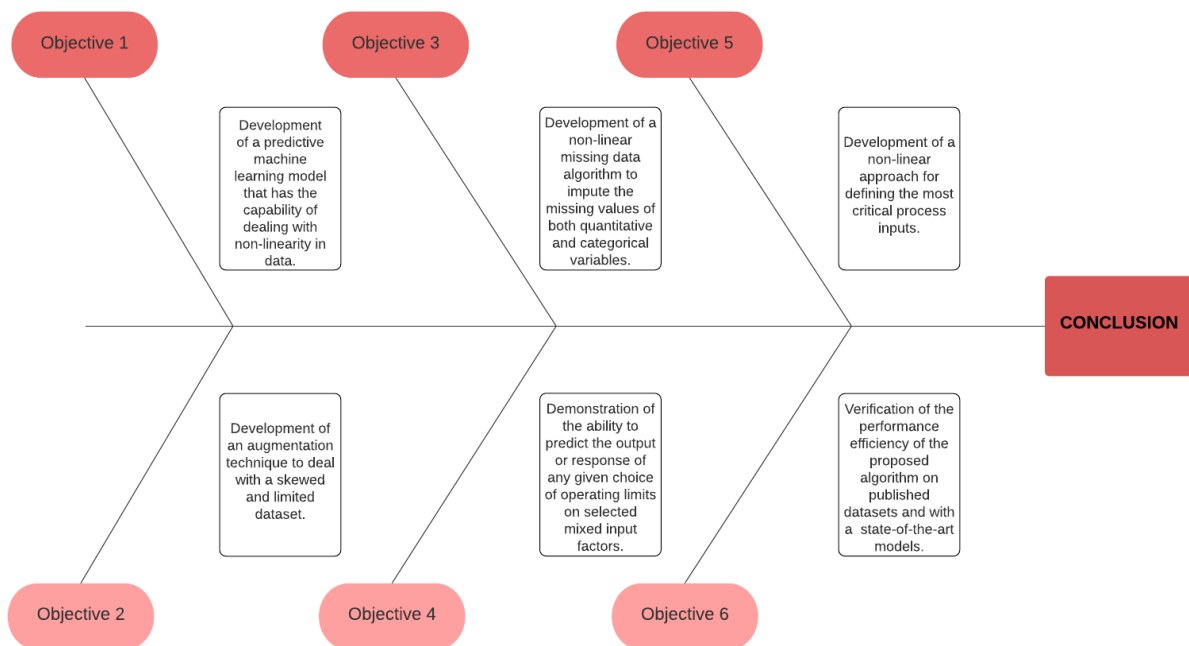 Objective 1
Objective 3
Objective 5
Development
of a predictive
machine
learning model
that has the
capability of
dealing with
non-linearity in
data.
Development of a
non-linear
missing data
algorithm to
impute the
missing values of
both quantitative
and categorical
variables.
Development of a
non-linear
approach for
defining the most
critical process
inputs.
CONCLUSION
Development of
an augmentation
technique to deal
with a skewed
and limited
dataset.
Demonstration of
the ability to
predict the output
or response of
any given choice
of operating limits
on selected
mixed input
factors.
Verification of the
performance
efficiency of the
proposed
algorithm on
published
datasets and with
a state-of-the-art
models.
Objective 2
Objective 4
Objective 6